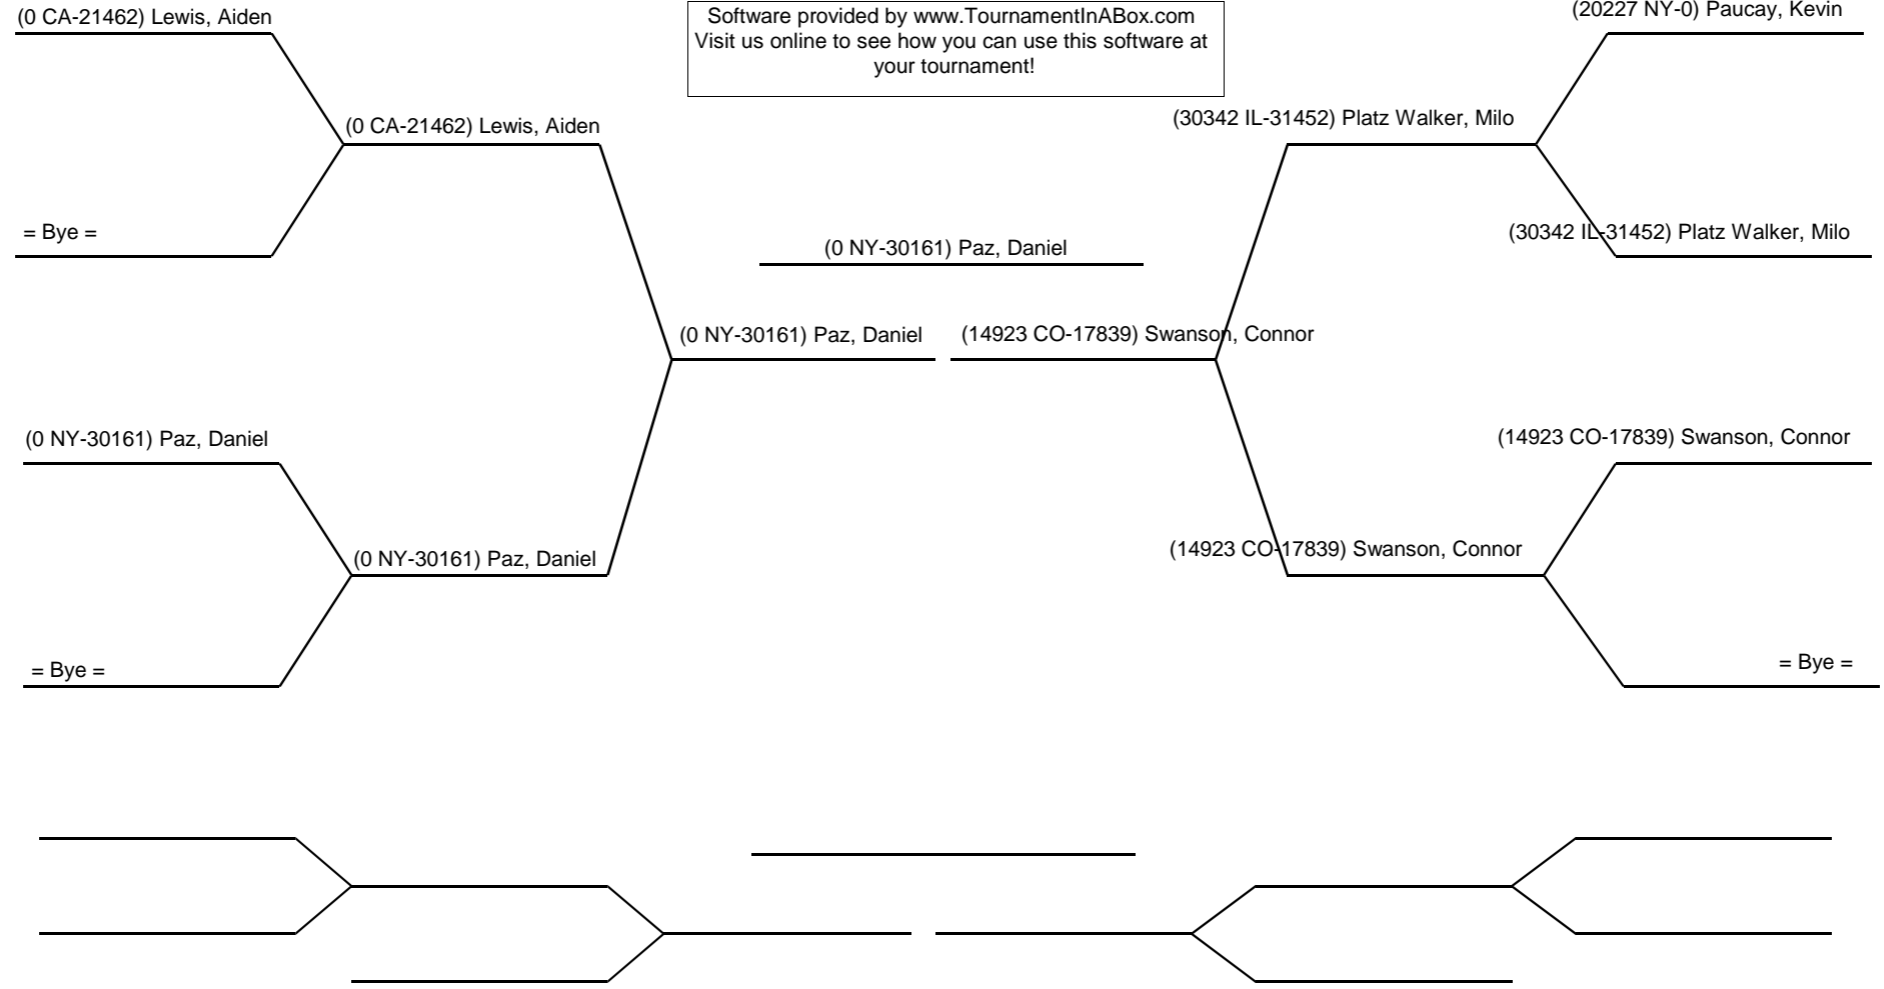 (0 CA-21462) Lewis, Aiden
Software provided by www.TournamentInABox.com
Visit us online to see how you can use this software at
your tournament!
(20227 NY-0) Paucay, Kevin
(0 CA-21462) Lewis, Aiden
(30342 IL-31452) Platz Walker, Milo
= Bye =
(0 NY-30161) Paz, Daniel
(30342 IL-31452) Platz Walker, Milo
(0 NY-30161) Paz, Daniel
(14923 CO-17839) Swanson, Connor
(0 NY-30161) Paz, Daniel
(14923 CO-17839) Swanson, Connor
(0 NY-30161) Paz, Daniel
(14923 CO-17839) Swanson, Connor
= Bye =
= Bye =